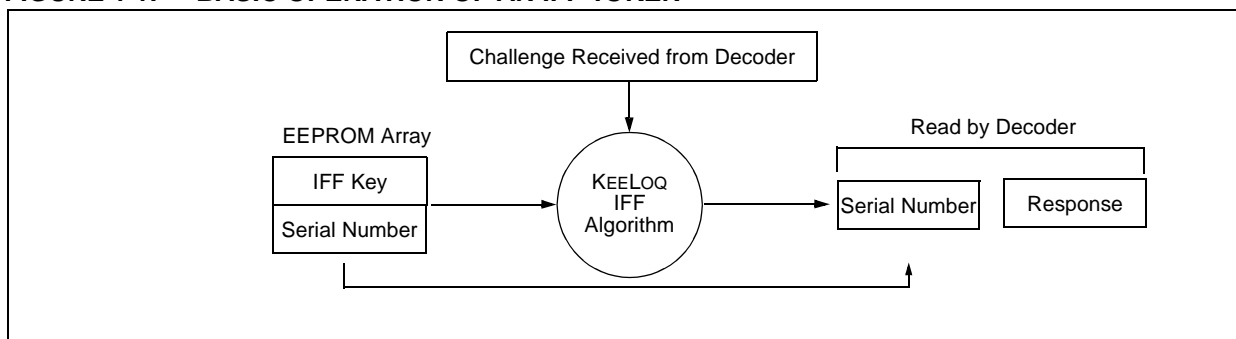 Challenge Received from Decoder
EEPROM Array
Read by Decoder
IFF Key
Serial Number
KEELOQ
IFF
Algorithm
Serial Number
Response